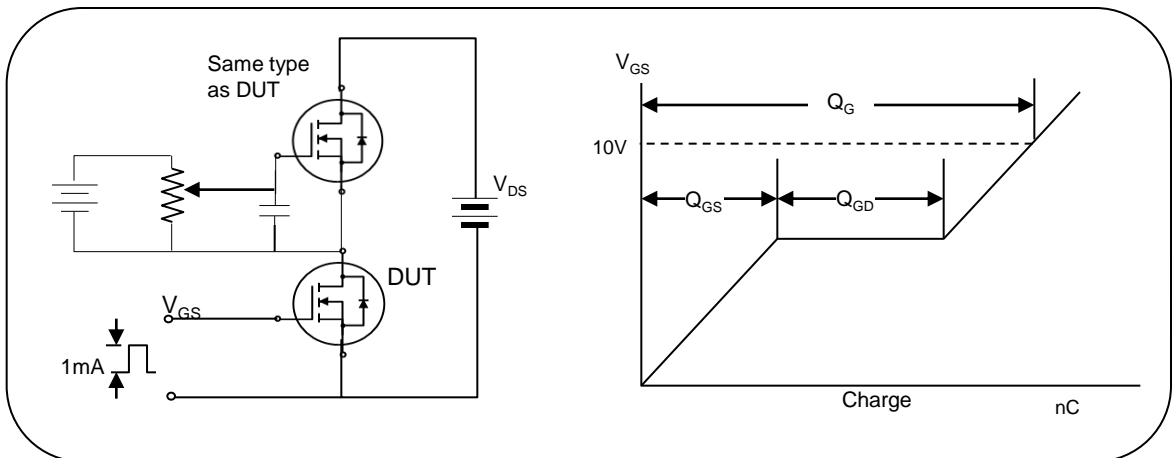 Same type
as DUT
V_DS
DUT
V_GS
1mA
V_GS
Q_G
10V
Q_GS
Q_GD
Charge
nC